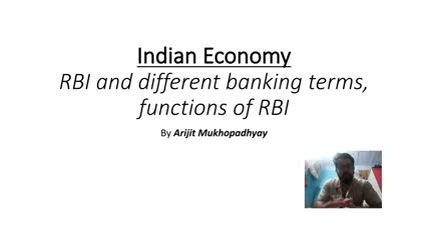 Indian Economy
RBI and different banking terms,
functions of RBI
By Arijit Mukhopadhyay